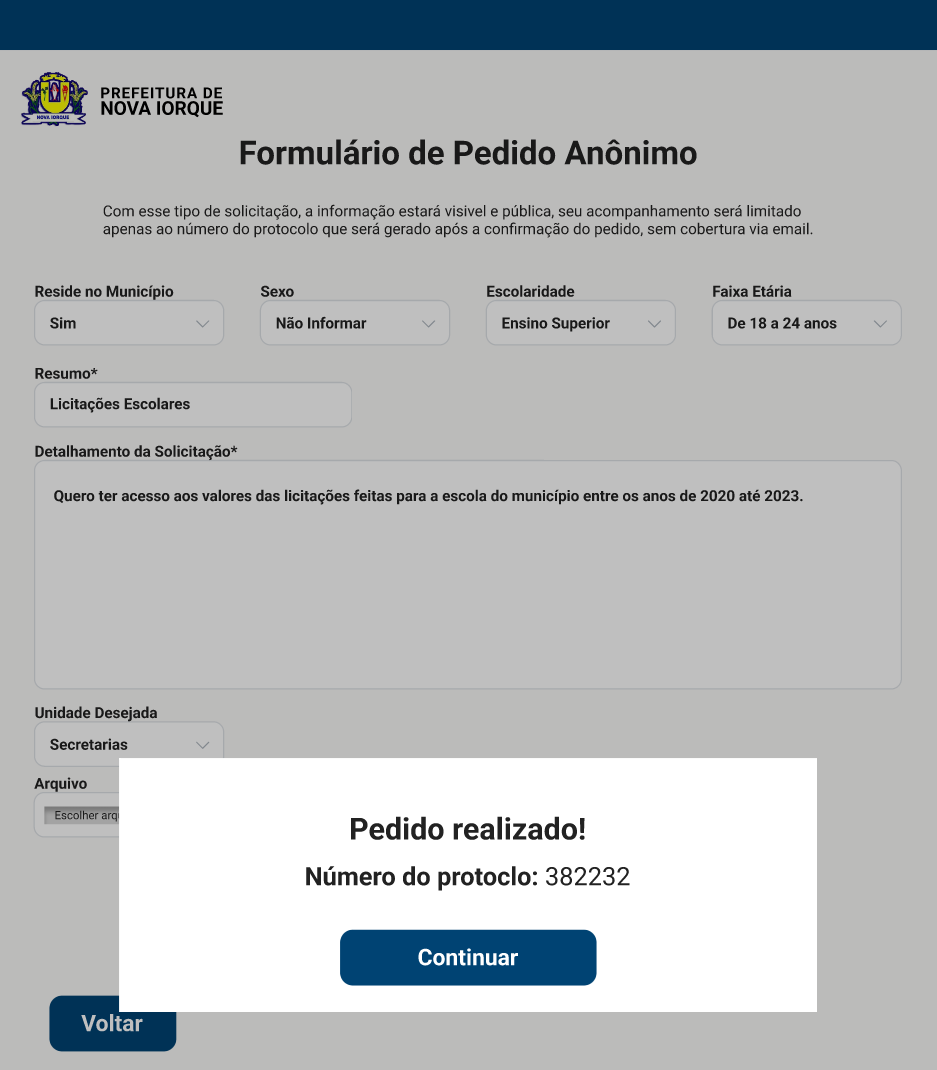 NOVA IORQUE
PREFEITURA DE
NOVA IORQUE
Formulário de Pedido Anônimo
Com esse tipo de solicitação, a informação estará visivel e pública, seu acompanhamento será limitado
apenas ao número do protocolo que será gerado após a confirmação do pedido, sem cobertura via email.
Reside no Município
Sexo
Escolaridade
Faixa Etária
Sim
Não Informar
Ensino Superior
De 18 a 24 anos
Resumo*
Licitações Escolares
Detalhamento da Solicitação*
Quero ter acesso aos valores das licitações feitas para a escola do município entre os anos de 2020 até 2023.
Unidade Desejada
Secretarias
Arquivo
Escolher arqu
Pedido realizado!
Número do protoclo: 382232
Continuar
Voltar